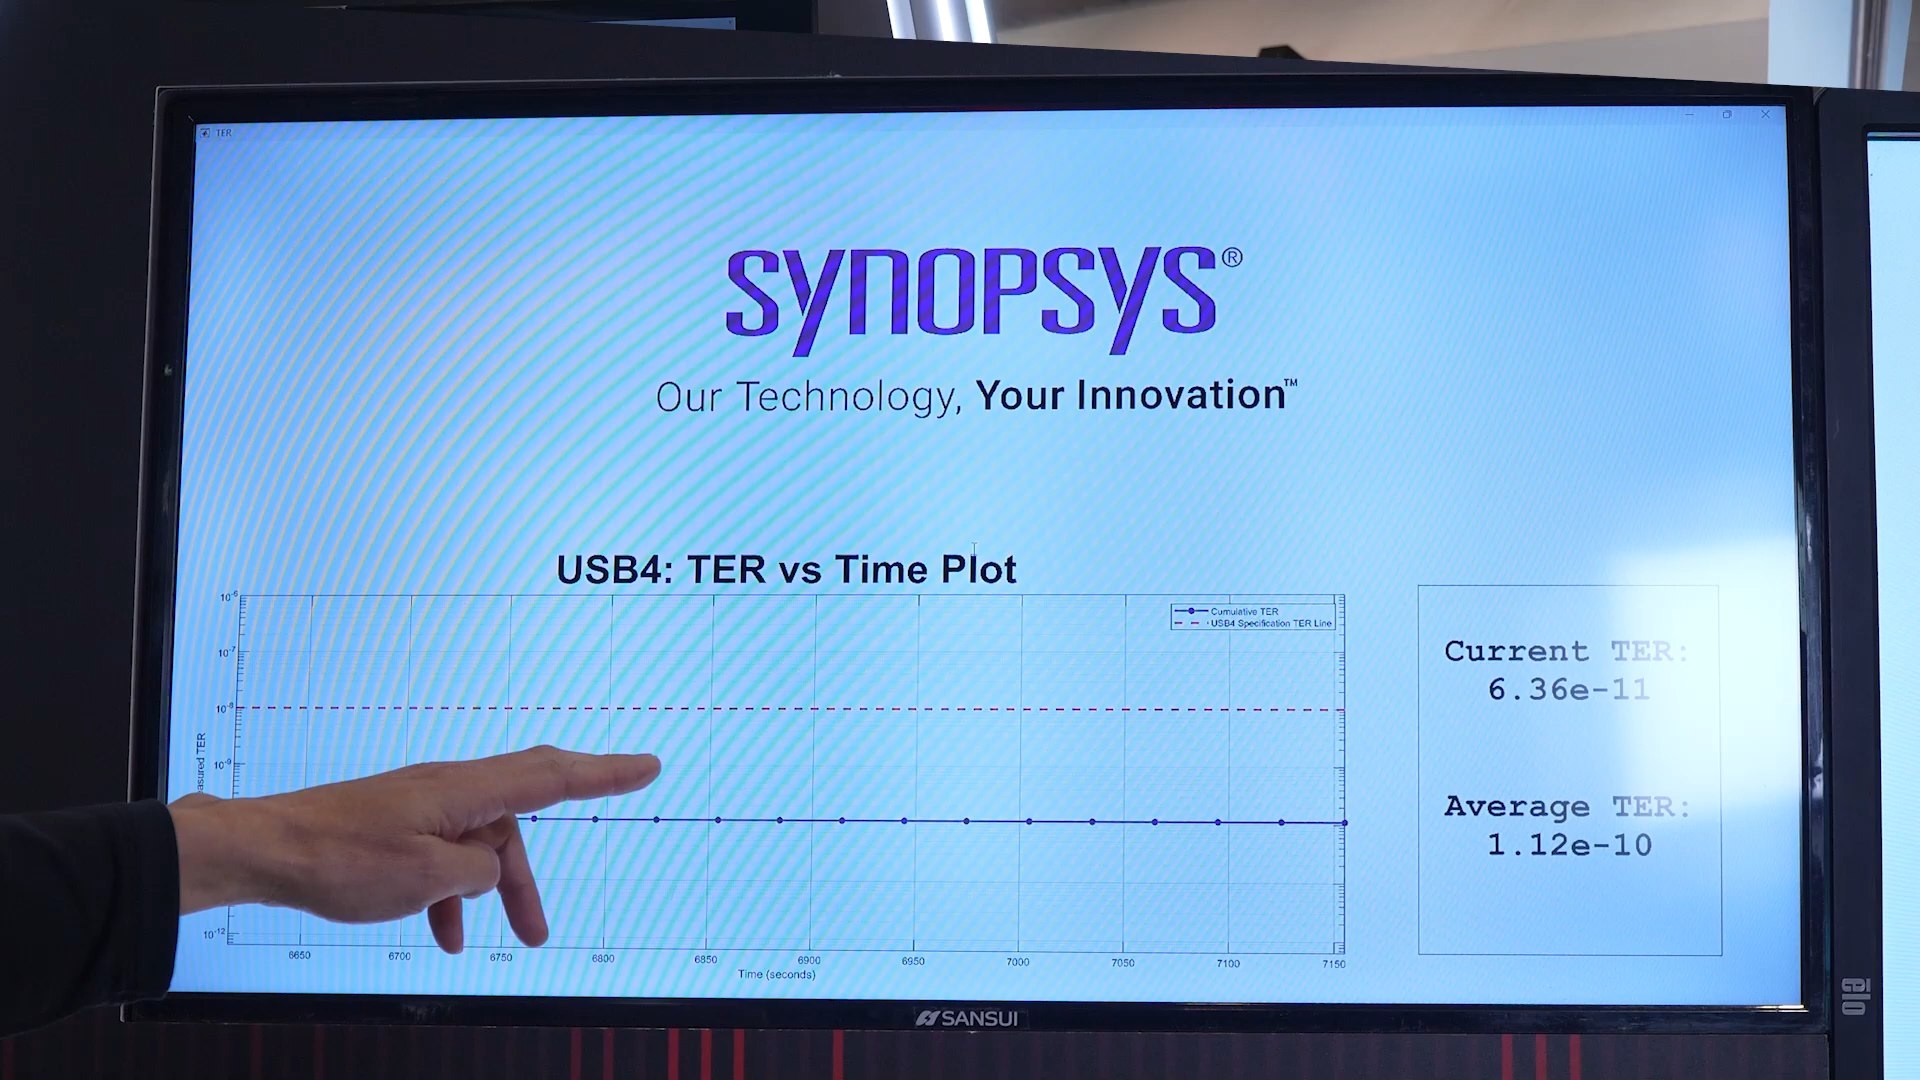 TER
SYNOPSYS®
Our Technology, Your Innovation™
USB4: TER vs Time Plot
Cumulative TER
USB4 Specification TER Line
10-6
10-7
10-8
10-9
10-12
6650 6700 6750 6800 6850 6900 6950 7000 7050 7100 7150
Time (seconds)
Current TER:
6.36e-11
Average TER:
1.12e-10
SANSUI
elo